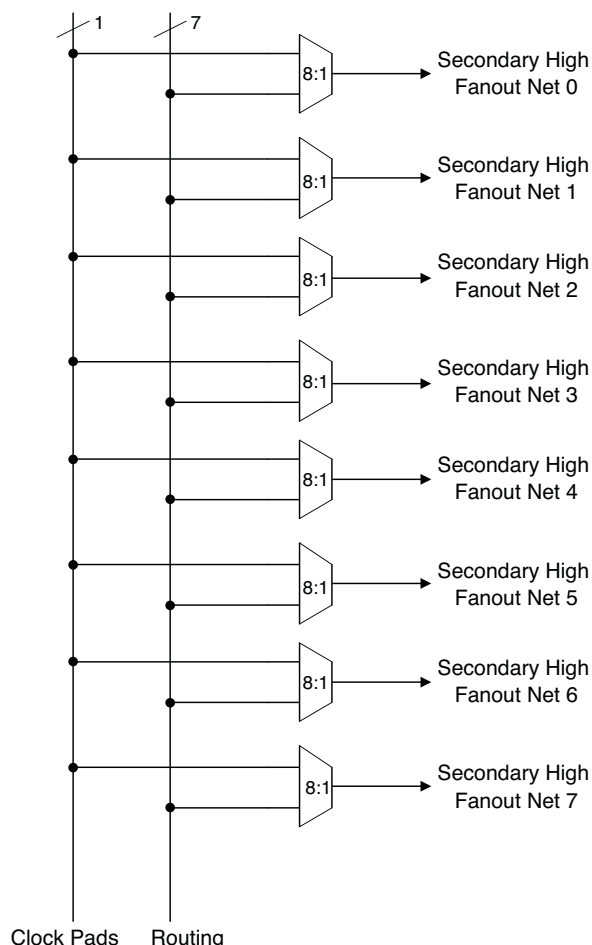 1 7
8:1
Secondary High
Fanout Net 0
8:1
Secondary High
Fanout Net 1
8:1
Secondary High
Fanout Net 2
8:1
Secondary High
Fanout Net 3
8:1
Secondary High
Fanout Net 4
8:1
Secondary High
Fanout Net 5
8:1
Secondary High
Fanout Net 6
8:1
Secondary High
Fanout Net 7
Clock Pads Routing